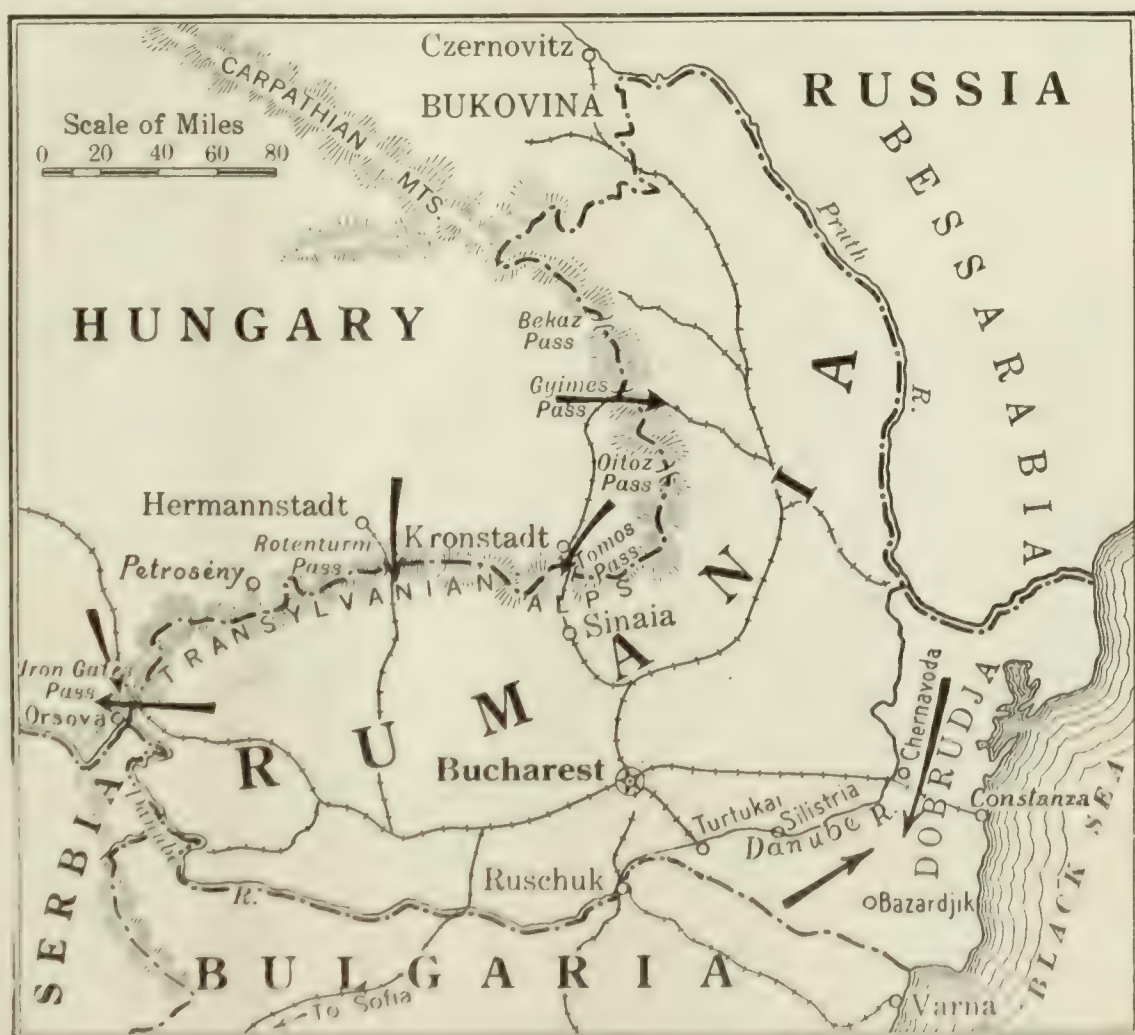 Czernovitz
BUKOVINA
RUSSIA
BESSARABIA
CARPATHIAN
MTS.
Scale of Miles
0 20 40 60 80
Pruth
R.
HUNGARY
Bekaz
Pass
Gyimes
Pass
Oitoz
Pass
Hermannstadt
Rotenturm
Pass
Kronstadt
Tomos
Pass
Petrosény
TRANSYLVANIAN ALPS
Sinaia
Iron Gates
Pass
Orsova
RUMANIA
Bucharest
Chernavoda
DOBRUDJA
Constanza
Turtukai
Silistria
Danube R.
Danube
R.
Ruschuk
Bazardjik
BLACK SEA
SERBIA
BULGARIA
To Sofia
Varna